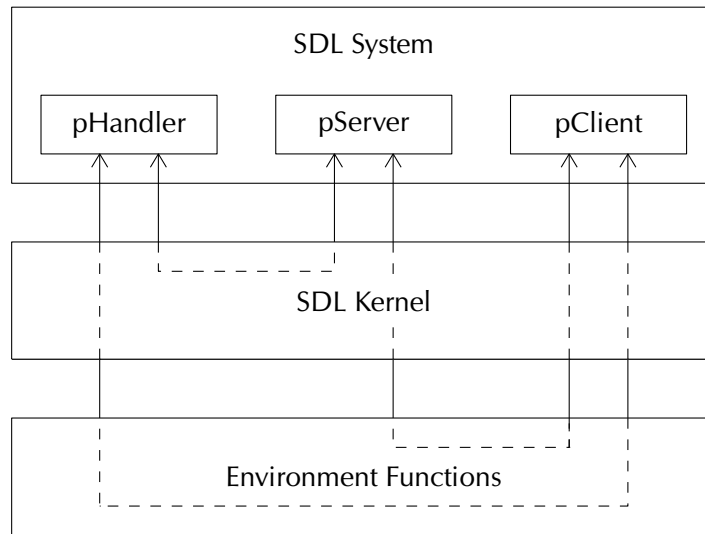 SDL System
pHandler
pServer
pClient
SDL Kernel
Environment Functions